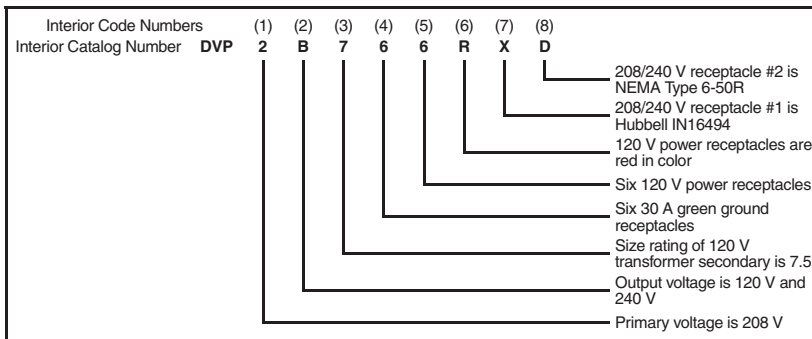 Interior Code Numbers (1) (2) (3) (4) (5) (6) (7) (8)
Interior Catalog Number DVP 2 B 7 6 6 R X D
208/240 V receptacle #2 is
NEMA Type 6-50R
208/240 V receptacle #1 is
Hubbell IN16494
120 V power receptacles are
red in color
Six 120 V power receptacles
Six 30 A green ground
receptacles
Size rating of 120 V
transformer secondary is 7.5
Output voltage is 120 V and
240 V
Primary voltage is 208 V